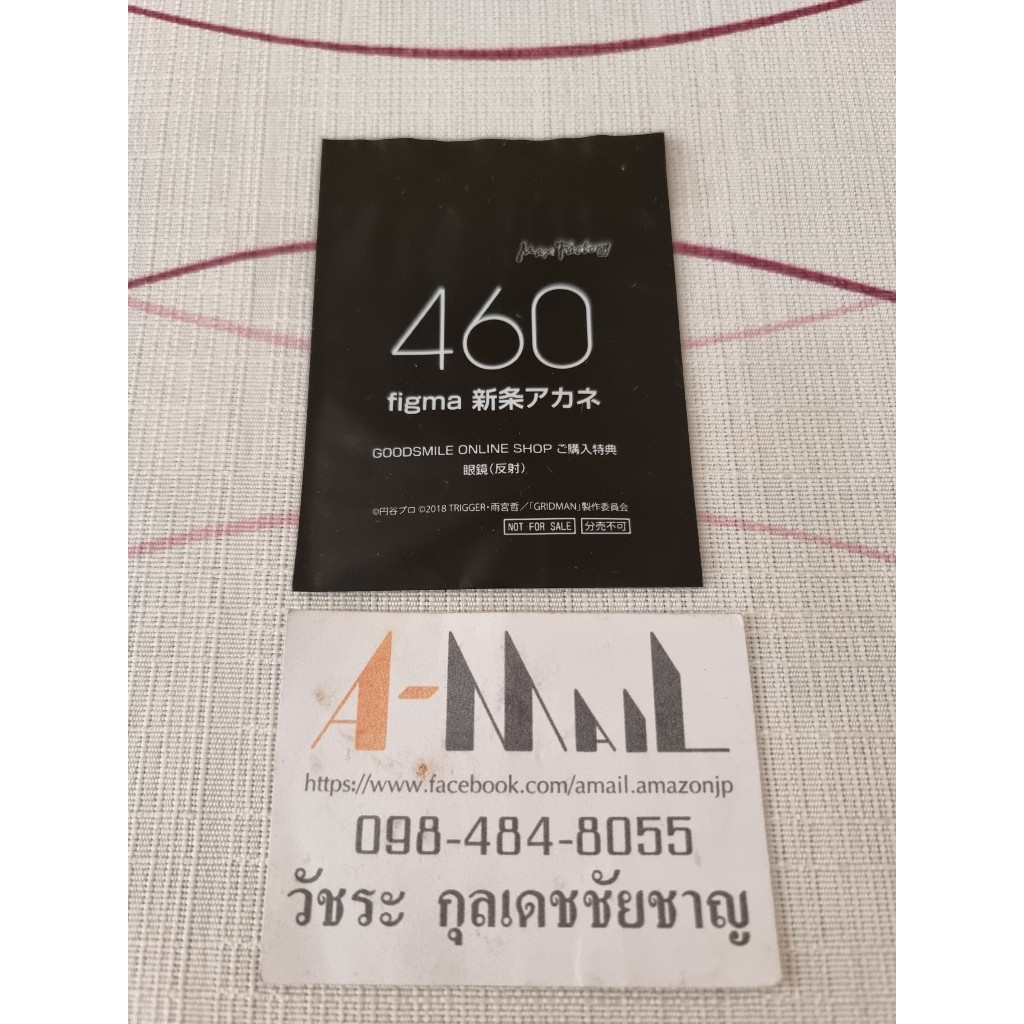 Max Factory
460
figma 新条アカネ
GOODSMILE ONLINE SHOP ご購入特典
眼鏡(反射)
©円谷プロ ©2018 TRIGGER・雨宮哲／「GRIDMAN」製作委員会
NOT FOR SALE 分売不可
A-MAIL
https://www.facebook.com/amail.amazonjp
098-484-8055
วัชระ กุลเดชชัยชาญ